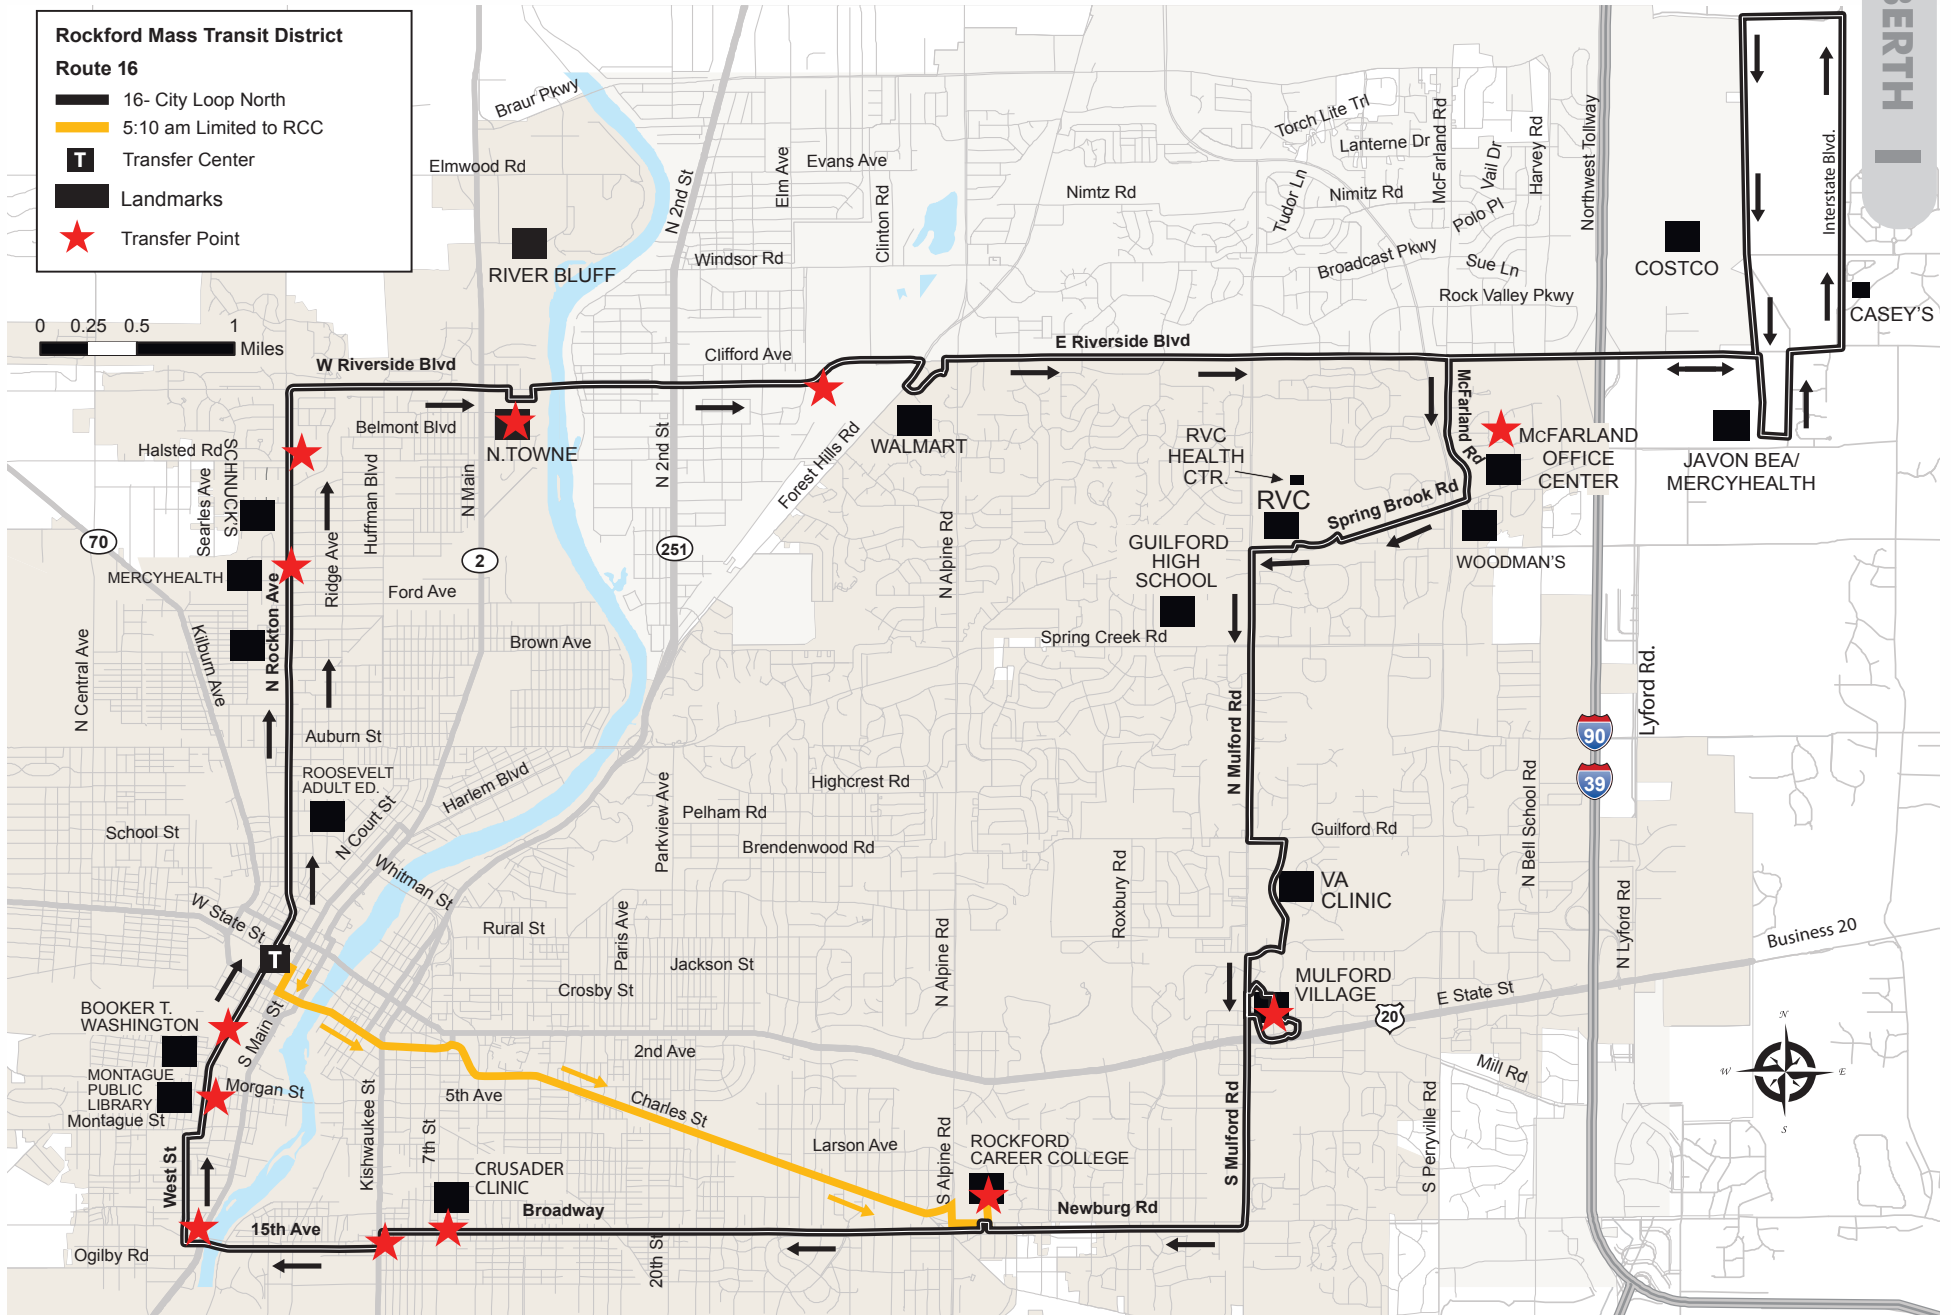 Rockford Mass Transit District
Route 16
16- City Loop North
5:10 am Limited to RCC
T
Transfer Center
Landmarks
Transfer Point
0 0.25 0.5 1
Miles
BERTH
Braur Pkwy
Elmwood Rd
N 2nd St
Elm Ave
Evans Ave
Clinton Rd
Windsor Rd
Nimtz Rd
Torch Lite Trl
Lanterne Dr
McFarland Rd
Vail Dr
Harvey Rd
Northwest Tollway
Tudor Ln
Nimitz Rd
Polo Pl
Broadcast Pkwy
Sue Ln
Rock Valley Pkwy
Interstate Blvd.
RIVER BLUFF
COSTCO
CASEY'S
W Riverside Blvd
Clifford Ave
E Riverside Blvd
Halsted Rd
SCHNUCK'S
Searles Ave
Belmont Blvd
Huffman Blvd
N Main
N.TOWNE
N 2nd St
Forest Hills Rd
WALMART
McFarland Rd
McFARLAND
OFFICE
CENTER
JAVON BEA/
MERCYHEALTH
RVC
HEALTH
CTR.
RVC
Spring Brook Rd
WOODMAN'S
70
2
251
N Alpine Rd
GUILFORD
HIGH
SCHOOL
Spring Creek Rd
MERCYHEALTH
N Rockton Ave
Ridge Ave
Ford Ave
Brown Ave
N Central Ave
Kilburn Ave
N Mulford Rd
Lyford Rd.
90
39
Auburn St
ROOSEVELT
ADULT ED.
N Court St
Harlem Blvd
Highcrest Rd
Pelham Rd
Parkview Ave
Brendenwood Rd
School St
Whitman St
Guilford Rd
N Bell School Rd
Roxbury Rd
VA
CLINIC
W State St
T
Rural St
Paris Ave
Jackson St
Crosby St
N Alpine Rd
N Lyford Rd
Business 20
MULFORD
VILLAGE
E State St
20
BOOKER T.
WASHINGTON
S Main St
MONTAGUE
PUBLIC
LIBRARY
Montague St
Morgan St
2nd Ave
5th Ave
Charles St
Kishwaukee St
7th St
Larson Ave
S Alpine Rd
ROCKFORD
CAREER COLLEGE
S Mulford Rd
S Perryville Rd
Mill Rd
N
W
E
S
West St
CRUSADER
CLINIC
Broadway
Newburg Rd
15th Ave
Ogilby Rd
20th St